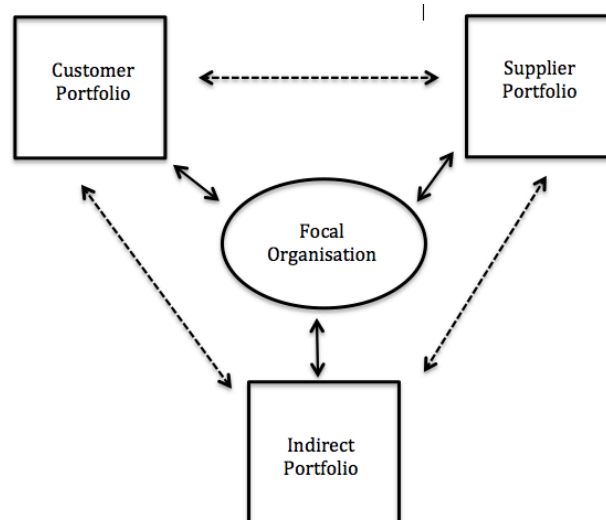 Customer
Portfolio
Supplier
Portfolio
Focal
Organisation
Indirect
Portfolio